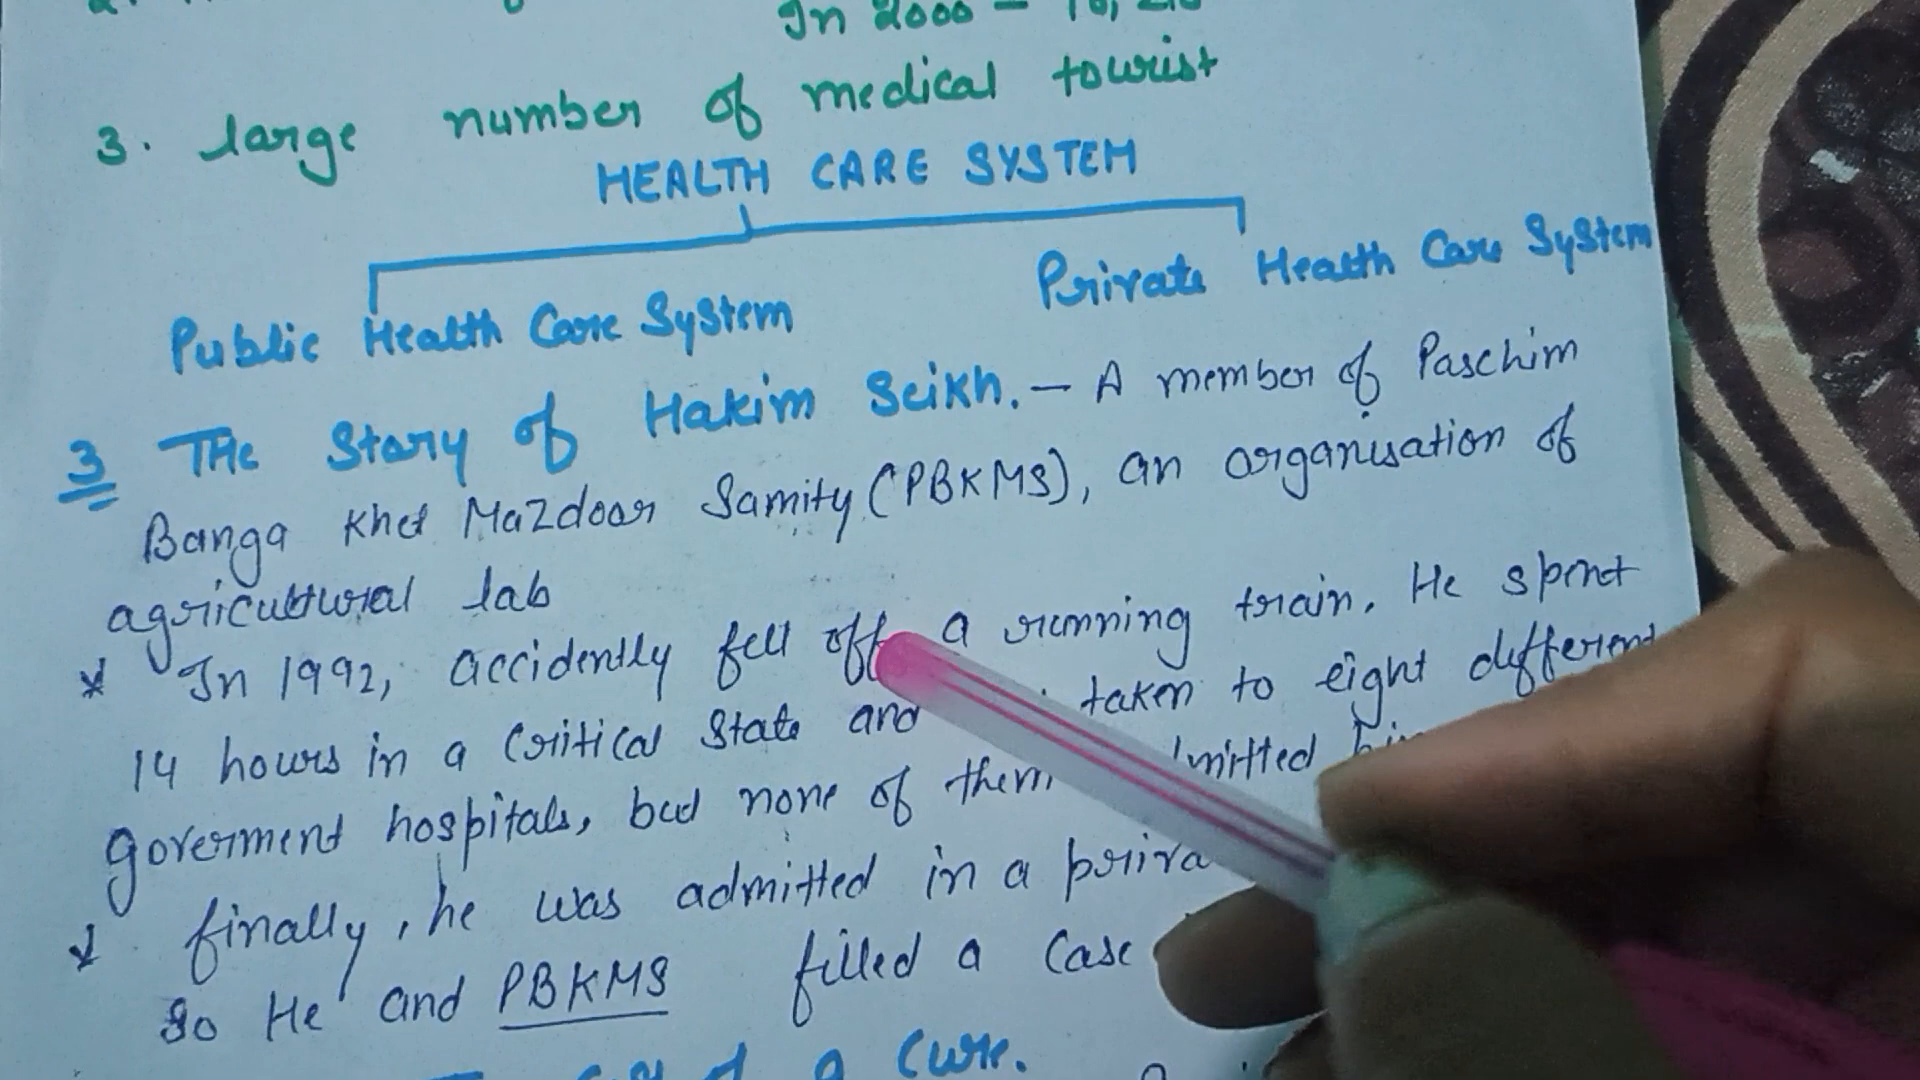 In 2000 -
3. large number of medical tourist
HEALTH CARE SYSTEM
Public Health Care System
Private Health Care System
3 THe Story of Hakim Seikh. - A member of Paschim
Banga Khet Mazdoor Samity (PBKMS), an organisation of
agricultural lab
* In 1992, accidently fell off a running train. He spent
14 hours in a critical state and taken to eight different
goverment hospitals, but none of them
* finally, he was admitted in a
So He and PBKMS filled a case
of a Cure.